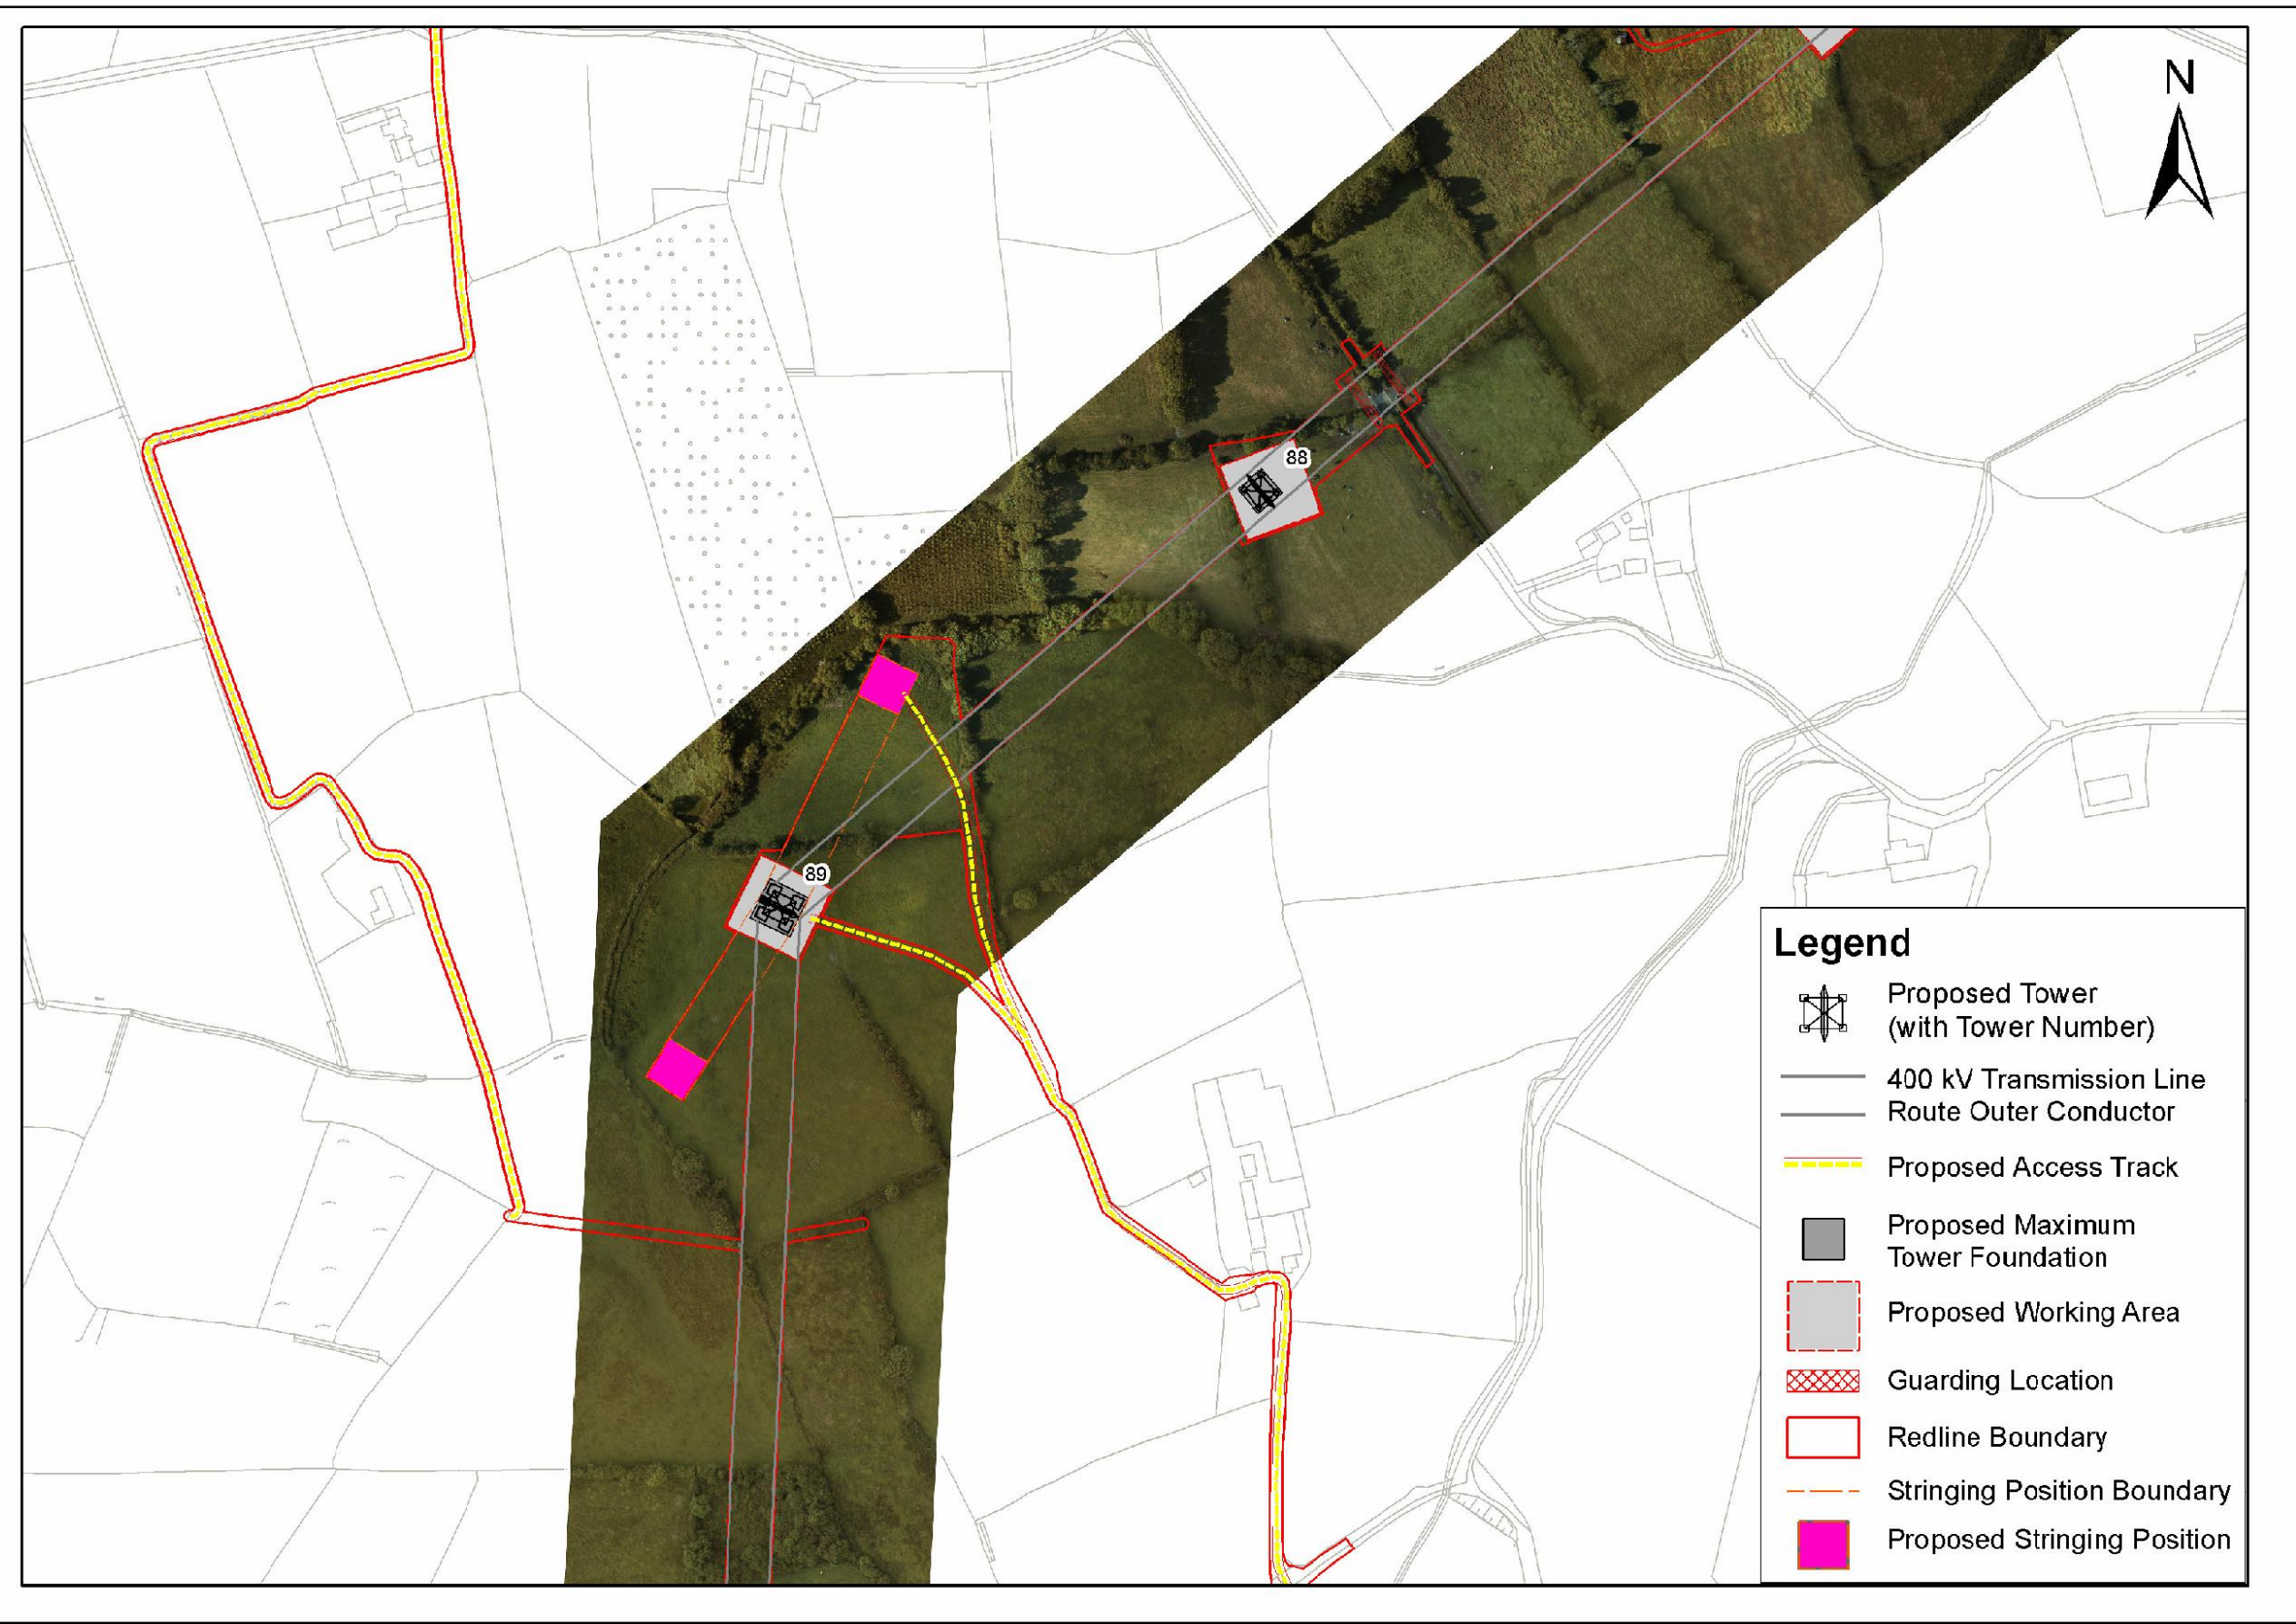 N
88
89
Legend
Proposed Tower
(with Tower Number)
400 kV Transmission Line
Route Outer Conductor
Proposed Access Track
Proposed Maximum
Tower Foundation
Proposed Working Area
Guarding Location
Redline Boundary
Stringing Position Boundary
Proposed Stringing Position